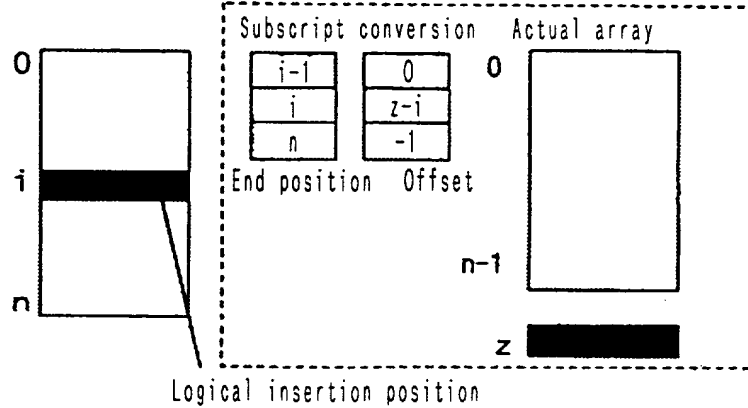 Subscript conversion Actual array
0 i-1 0 0
i z-i
n -1
i End position Offset
n-1
n
z
Logical insertion position